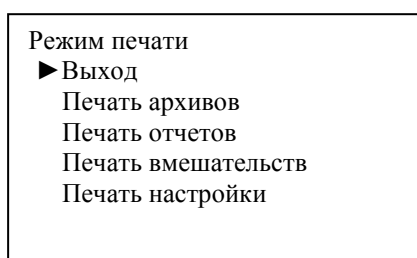 Режим печати
►Выход
Печать архивов
Печать отчетов
Печать вмешательств
Печать настройки